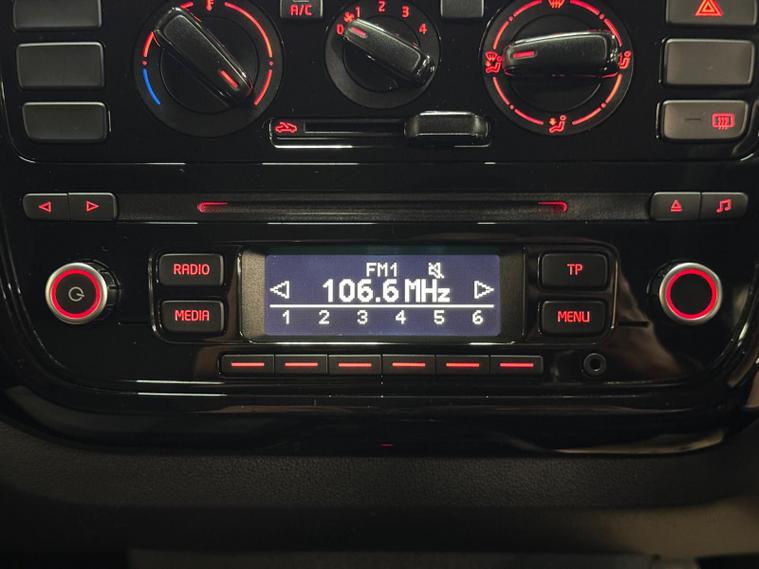 A/C
0 1 2 3 4
RADIO
FM1
TP
106.6 MHz
MEDIA
1 2 3 4 5 6
MENU